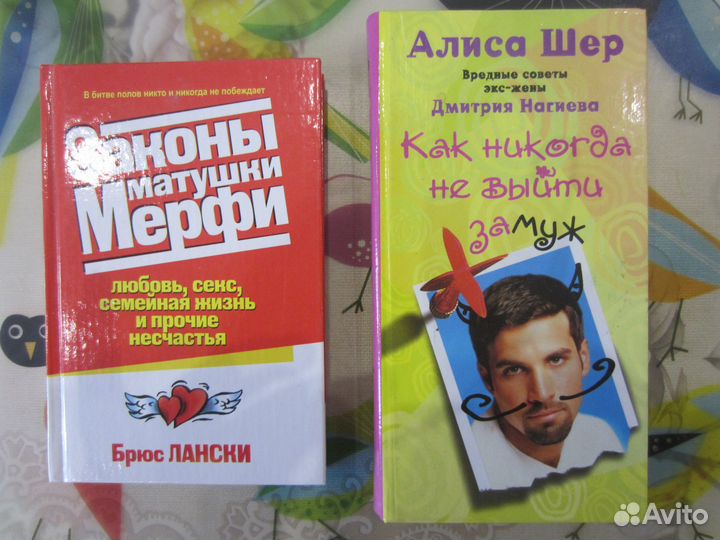 В битве полов никто и никогда не побеждает
Законы
матушки
Мерфи
любовь, секс,
семейная жизнь
и прочие
несчастья
Брюс ЛАНСКИ
Алиса Шер
Вредные советы
экс-жены
Дмитрия Нагиева
Как никогда
не выйти
замуж
Avito